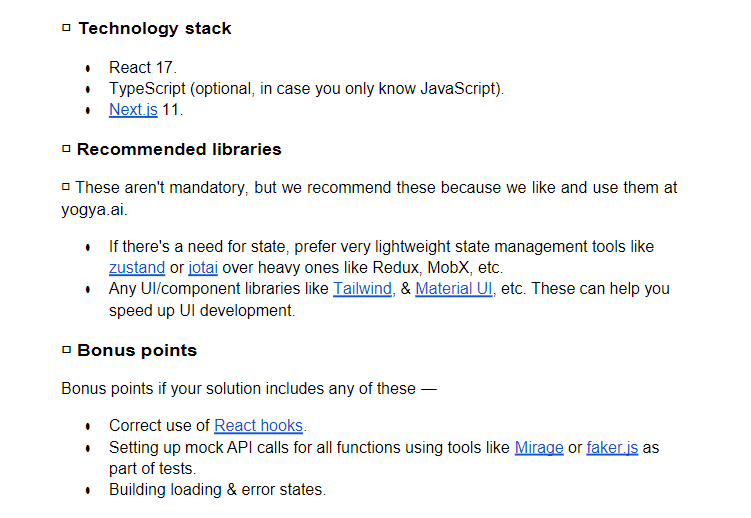 ▫ Technology stack
• React 17.
• TypeScript (optional, in case you only know JavaScript).
• Next.js 11.
▫ Recommended libraries
▫ These aren't mandatory, but we recommend these because we like and use them at
yogya.ai.
• If there's a need for state, prefer very lightweight state management tools like
zustand or jotai over heavy ones like Redux, MobX, etc.
• Any UI/component libraries like Tailwind, & Material UI, etc. These can help you
speed up UI development.
▫ Bonus points
Bonus points if your solution includes any of these —
• Correct use of React hooks.
• Setting up mock API calls for all functions using tools like Mirage or faker.js as
part of tests.
• Building loading & error states.